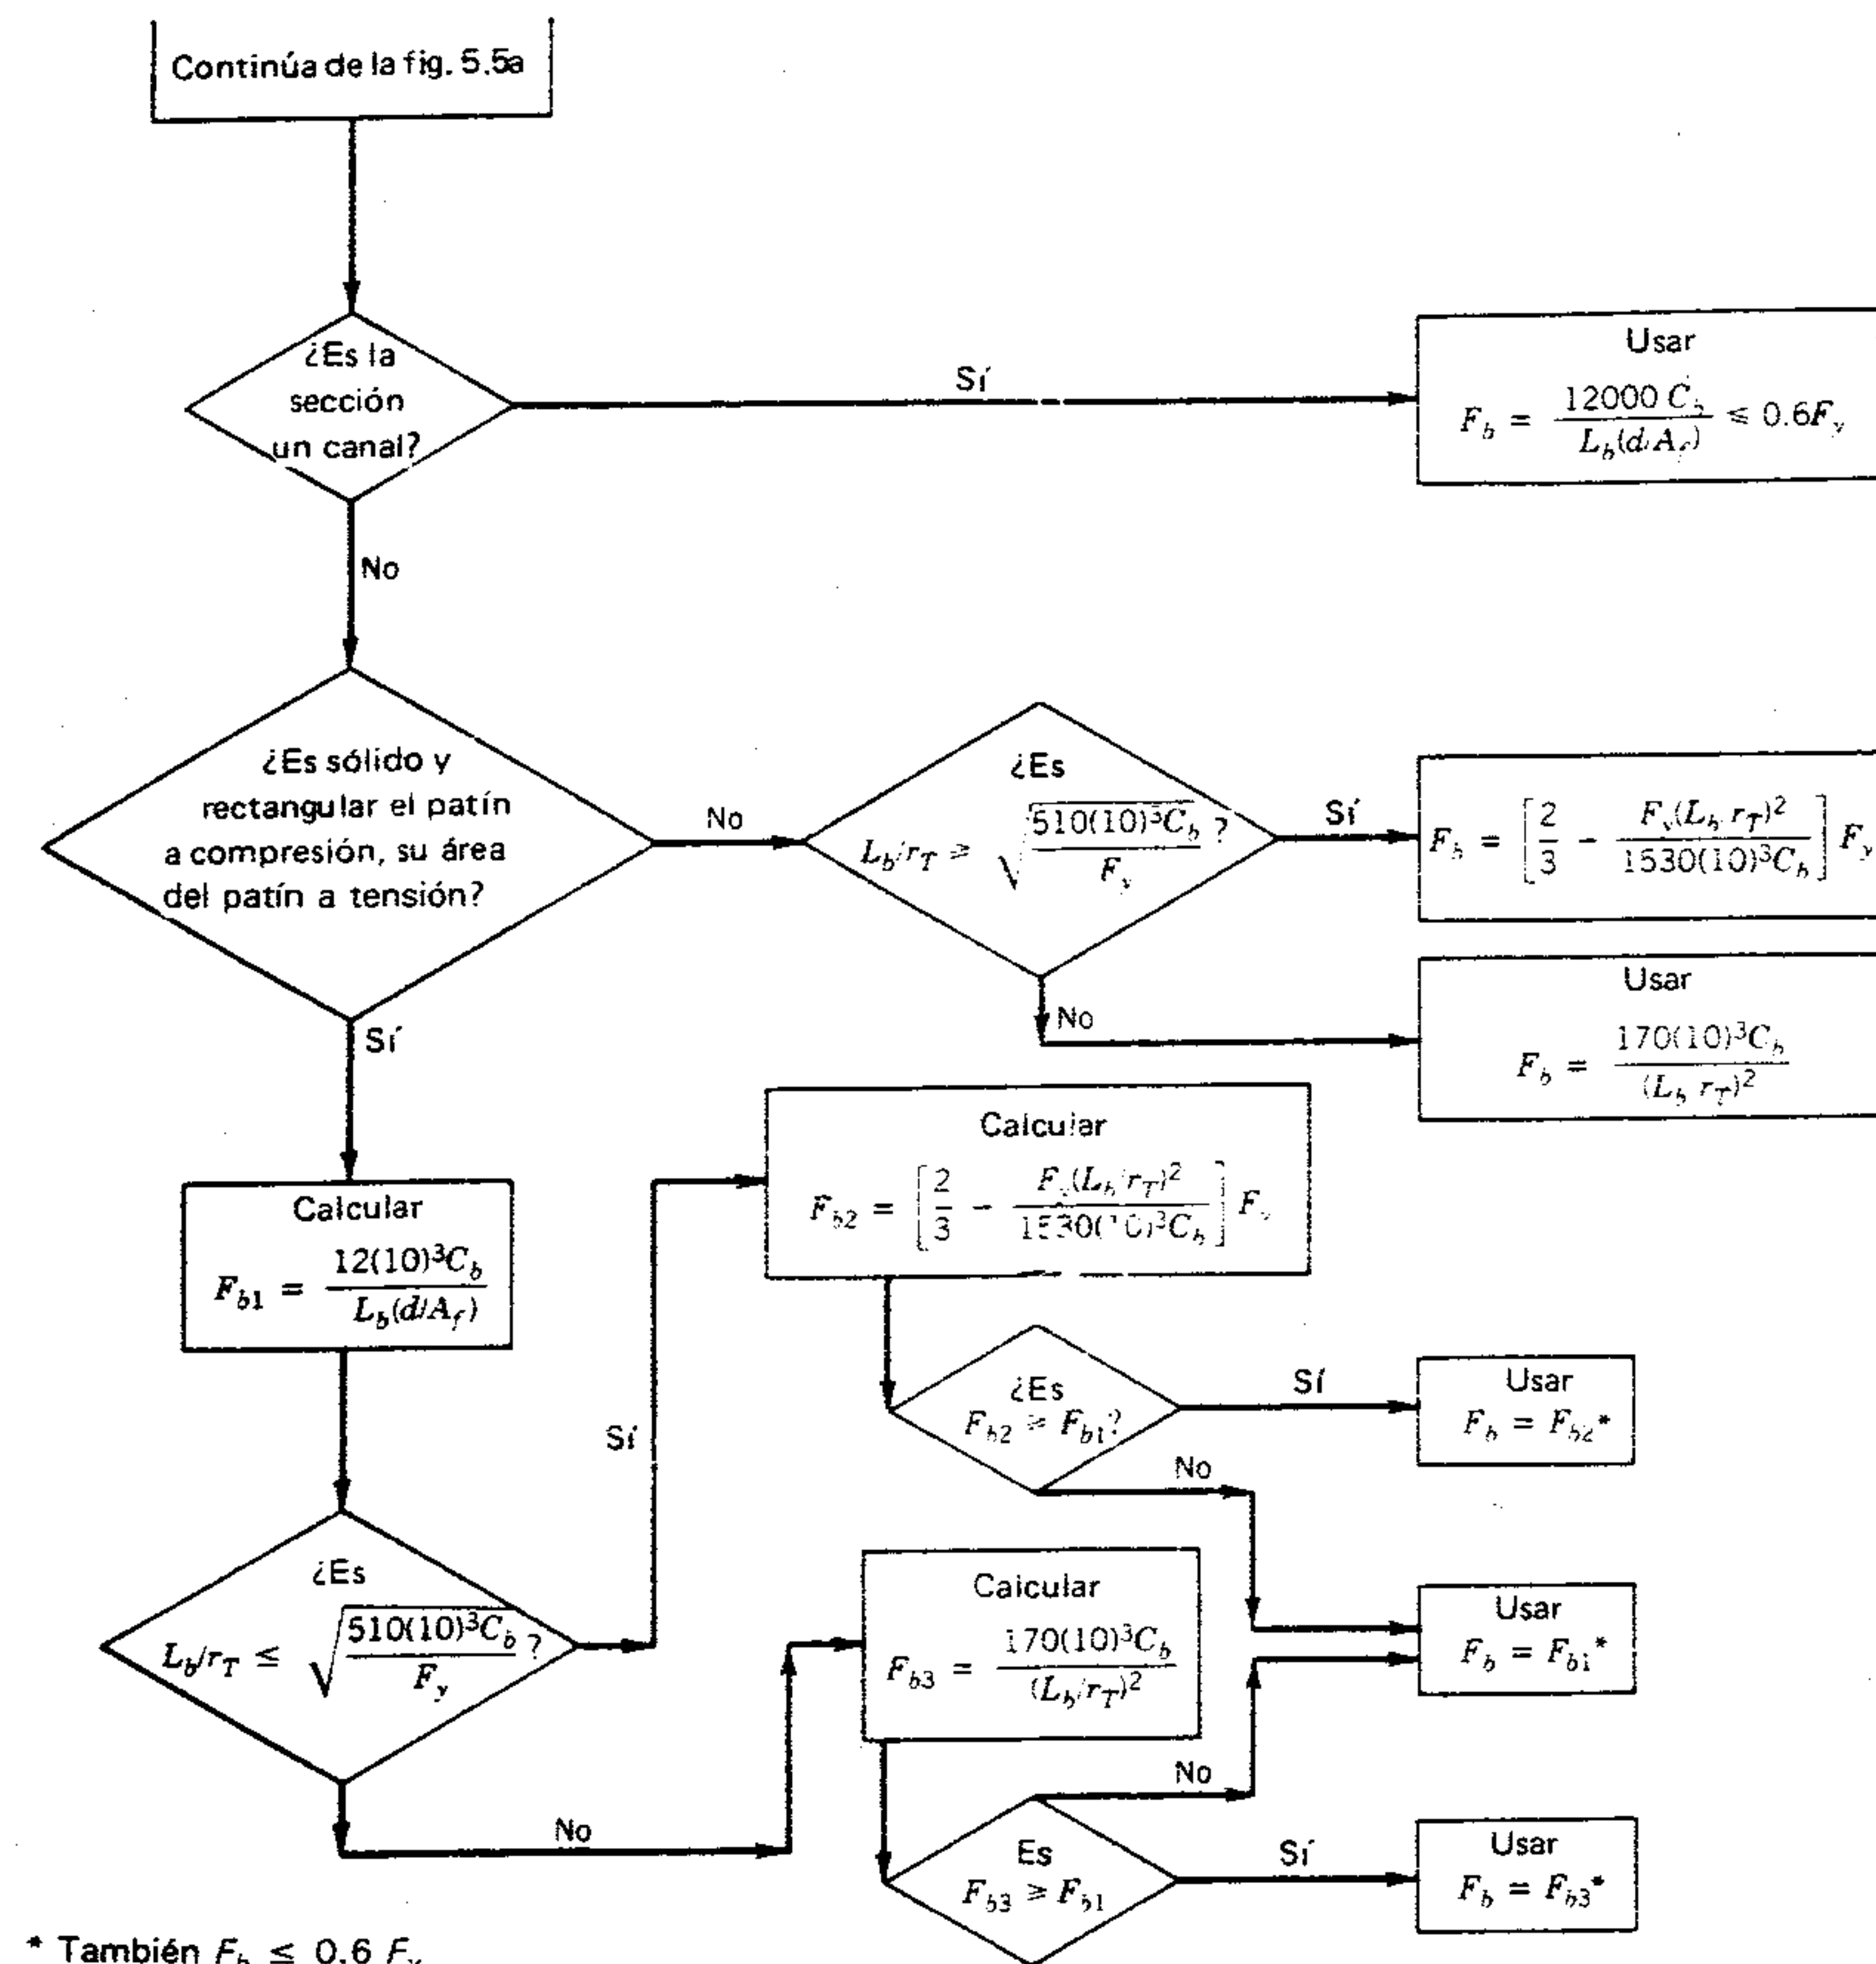 Continúa de la fig. 5.5a
¿Es la
sección
un canal?
Sí
Usar
F_b = 12000 C_b / L_b(d/A_f) ≤ 0.6F_y
No
¿Es sólido y
rectangular el patín
a compresión, su área
del patín a tensión?
No
¿Es
L_b/r_T ≥ √(510(10)³C_b / F_y) ?
Sí
F_b = [2/3 − F_y(L_b/r_T)² / 1530(10)³C_b] F_y
No
Usar
F_b = 170(10)³C_b / (L_b/r_T)²
Sí
Calcular
F_b1 = 12(10)³C_b / L_b(d/A_f)
Calcular
F_b2 = [2/3 − F_y(L_b/r_T)² / 1530(10)³C_b] F_y
¿Es
F_b2 ≥ F_b1?
Sí
Usar
F_b = F_b2*
No
Sí
¿Es
L_b/r_T ≤ √(510(10)³C_b / F_y) ?
Calcular
F_b3 = 170(10)³C_b / (L_b/r_T)²
Usar
F_b = F_b1*
No
No
Es
F_b3 ≥ F_b1
Sí
Usar
F_b = F_b3*
* También F_b ≤ 0.6 F_y